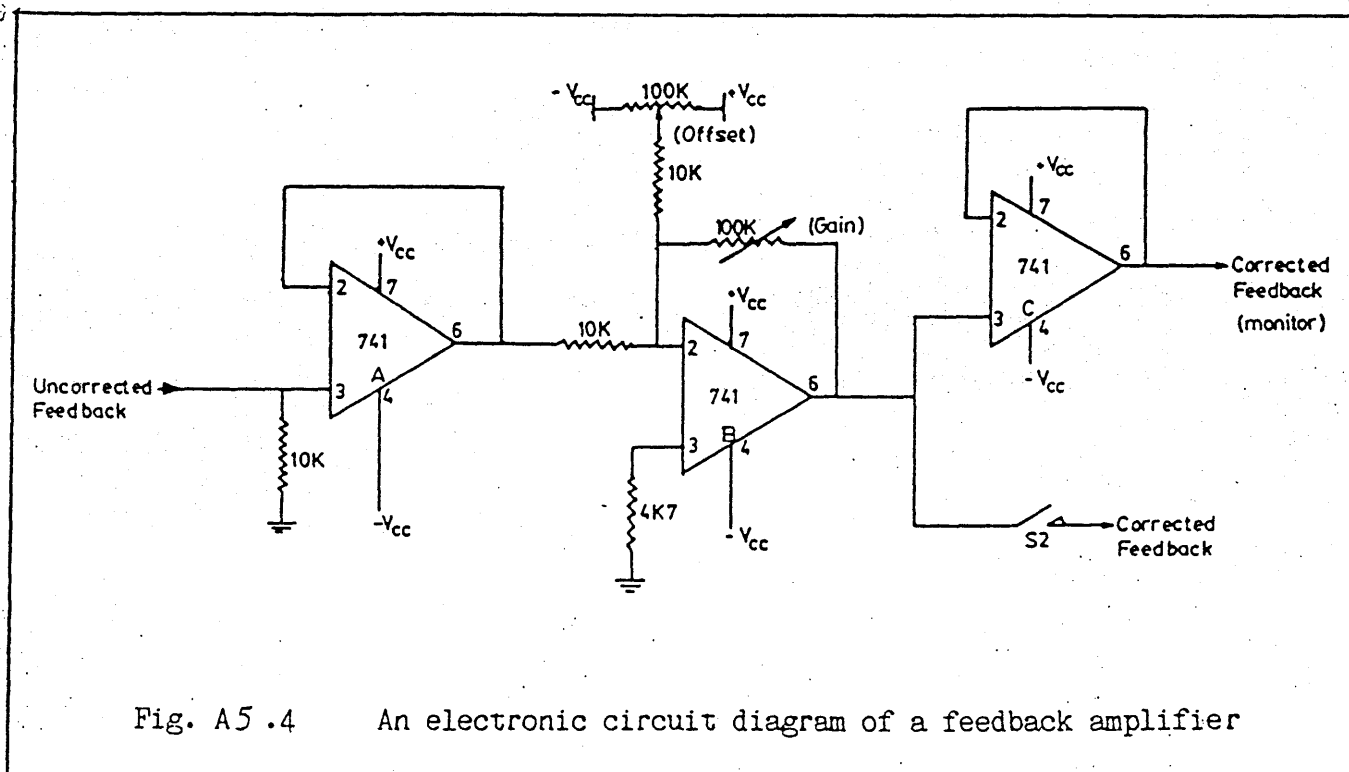 - Vcc
100K
+Vcc
(Offset)
10K
100K
(Gain)
+Vcc
2
7
741
6
A
3
4
10K
-Vcc
Uncorrected
Feedback
10K
+Vcc
2
7
741
6
B
3
4
4K7
- Vcc
+Vcc
2
7
741
6
C
3
4
- Vcc
Corrected
Feedback
(monitor)
S2
Corrected
Feedback
Fig. A5.4 An electronic circuit diagram of a feedback amplifier